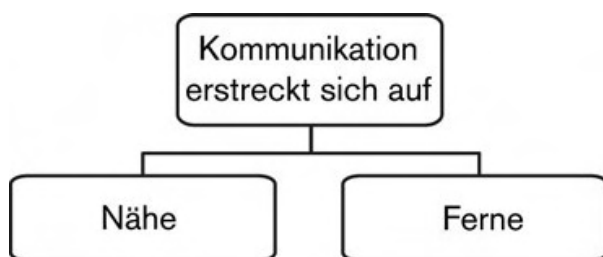 Kommunikation
erstreckt sich auf
Nähe
Ferne